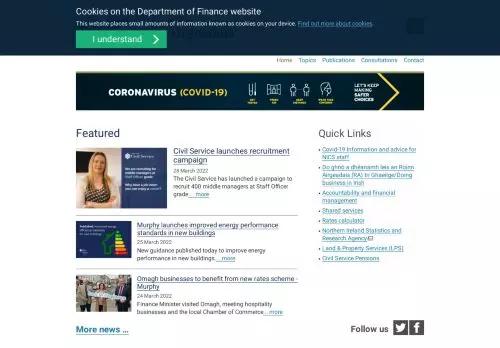 Cookies on the Department of Finance website
This website places small amounts of information known as cookies on your device. Find out more about cookies.
I understand
Home Topics Publications Consultations Contact
CORONAVIRUS (COVID-19)
LET'S KEEP
MAKING
SAFER
CHOICES
Featured
Civil Service launches recruitment
campaign
28 March 2022
The Civil Service has launched a campaign to
recruit 400 middle managers at Staff Officer
grade... more
Murphy launches improved energy performance
standards in new buildings
25 March 2022
New guidance published today to improve energy
performance in new buildings.... more
Omagh businesses to benefit from new rates scheme -
Murphy
24 March 2022
Finance Minister visited Omagh, meeting hospitality
businesses and the local Chamber of Commerce... more
More news ...
Quick Links
Covid-19 Information and advice for
NICS staff
Do ghnó a dhéanamh leis an Roinn
Airgeadais (RA) to Ghaeilge/Doing
business in Irish
Accountancy and financial
management
Shared services
Rates calculator
Northern Ireland Statistics and
Research Agency
Land & Property Services (LPS)
Civil Service Pensions
Follow us